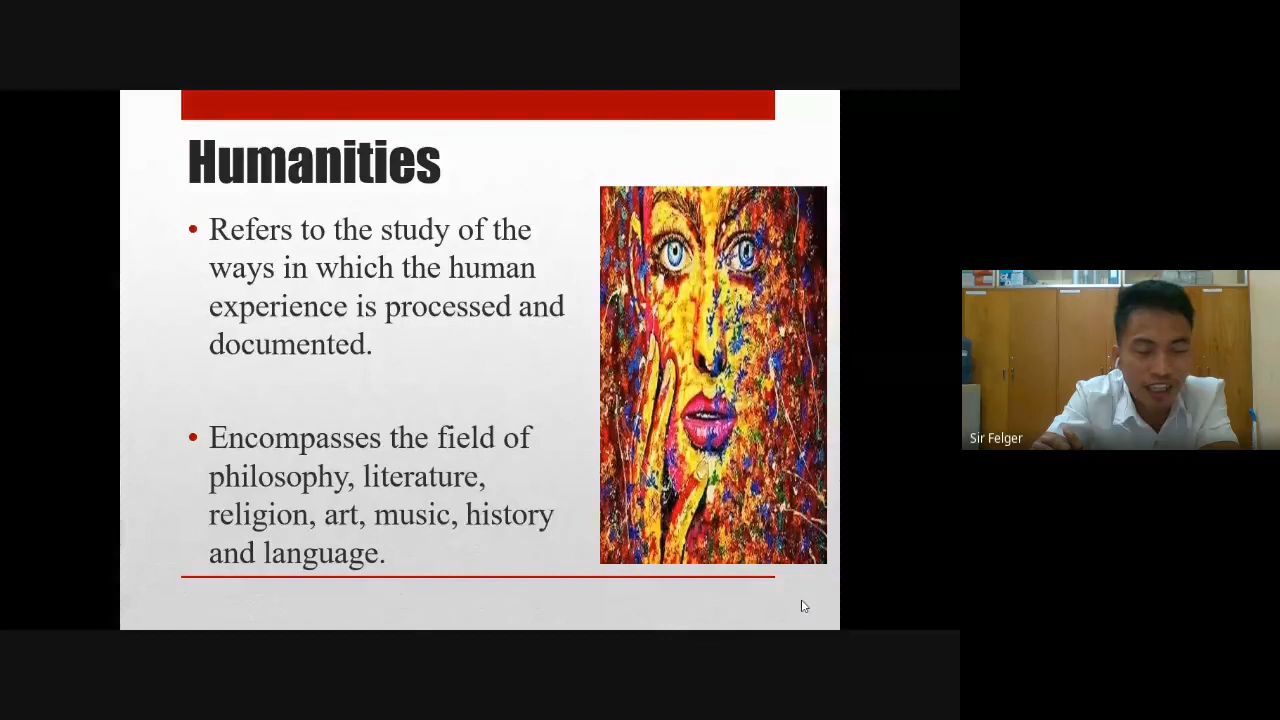 Humanities
• Refers to the study of the
ways in which the human
experience is processed and
documented.
• Encompasses the field of
philosophy, literature,
religion, art, music, history
and language.
Sir Felger